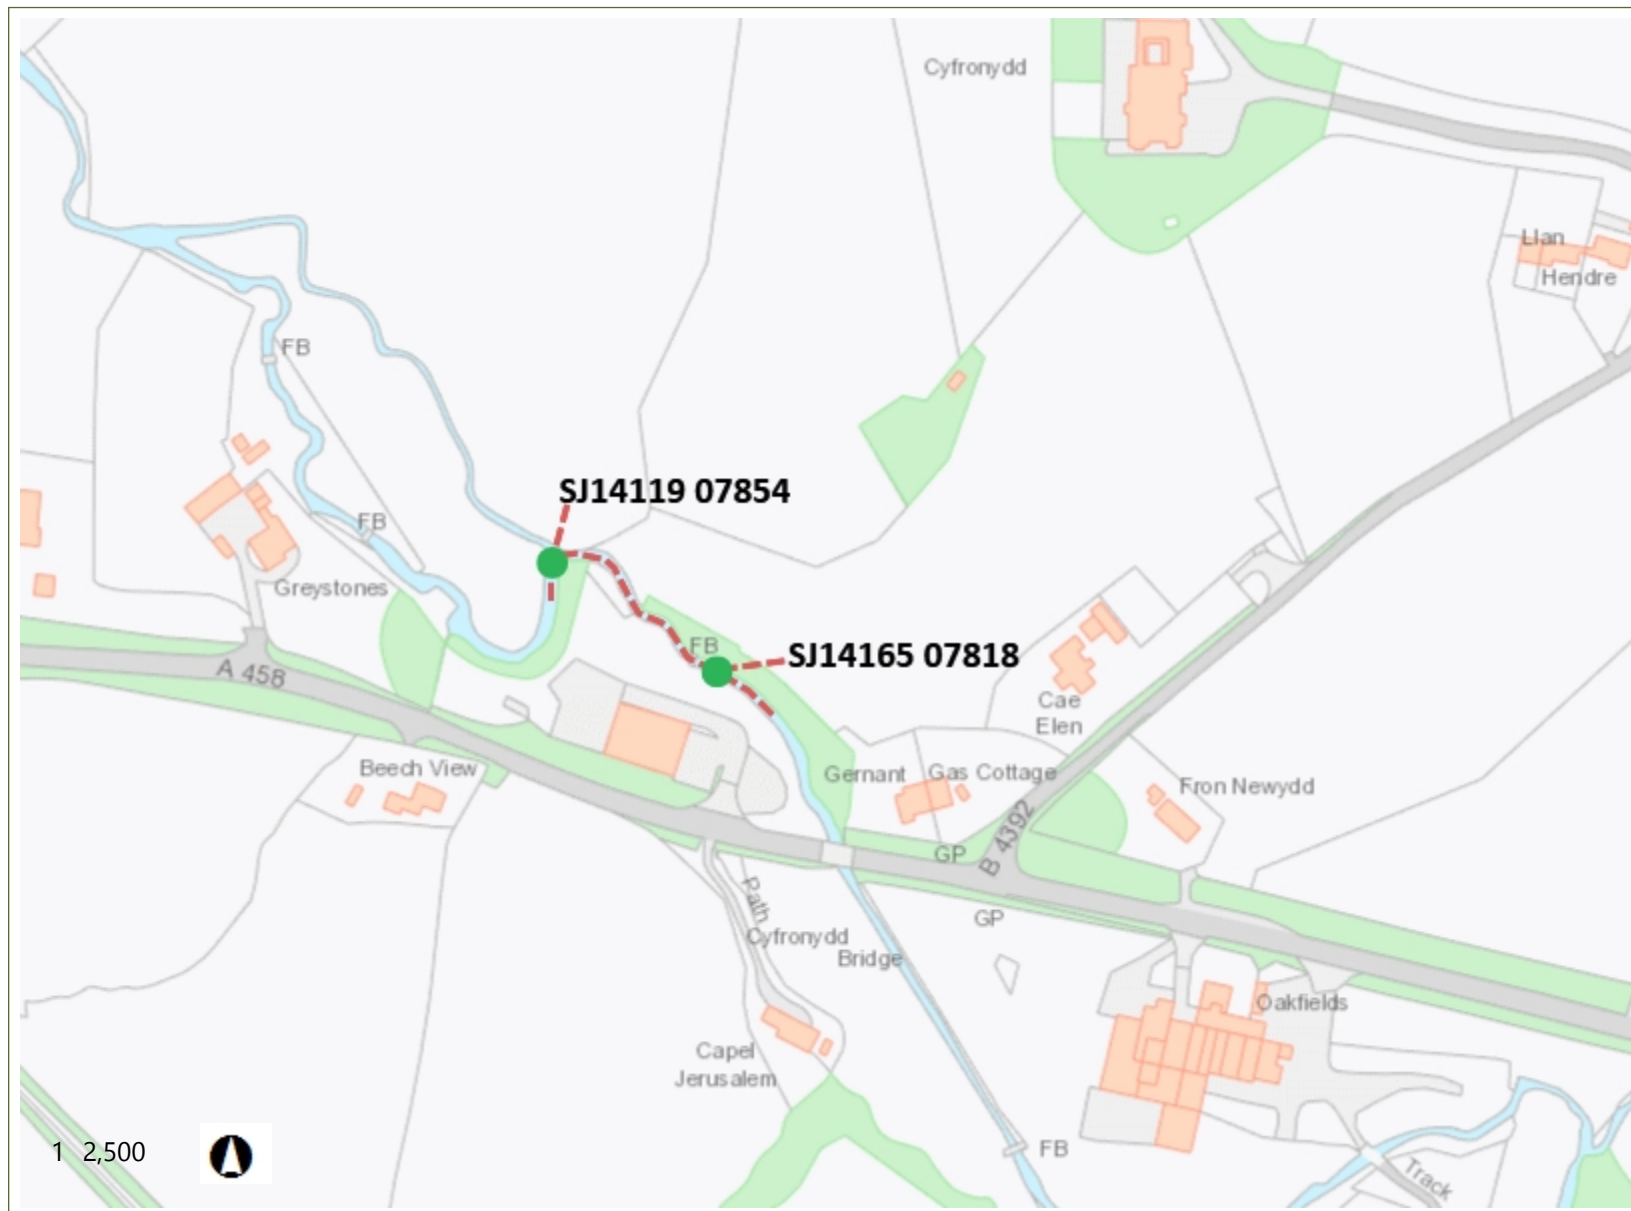 Cyfronydd
Llan
Hendre
FB
SJ14119 07854
FB
Greystones
SJ14165 07818
FB
A 458
Cae
Elen
Beech View
Gernant
Gas Cottage
Fron Newydd
B 4392
GP
GP
Path
Cyfronydd
Bridge
Oakfields
Capel
Jerusalem
FB
1 2,500
Track